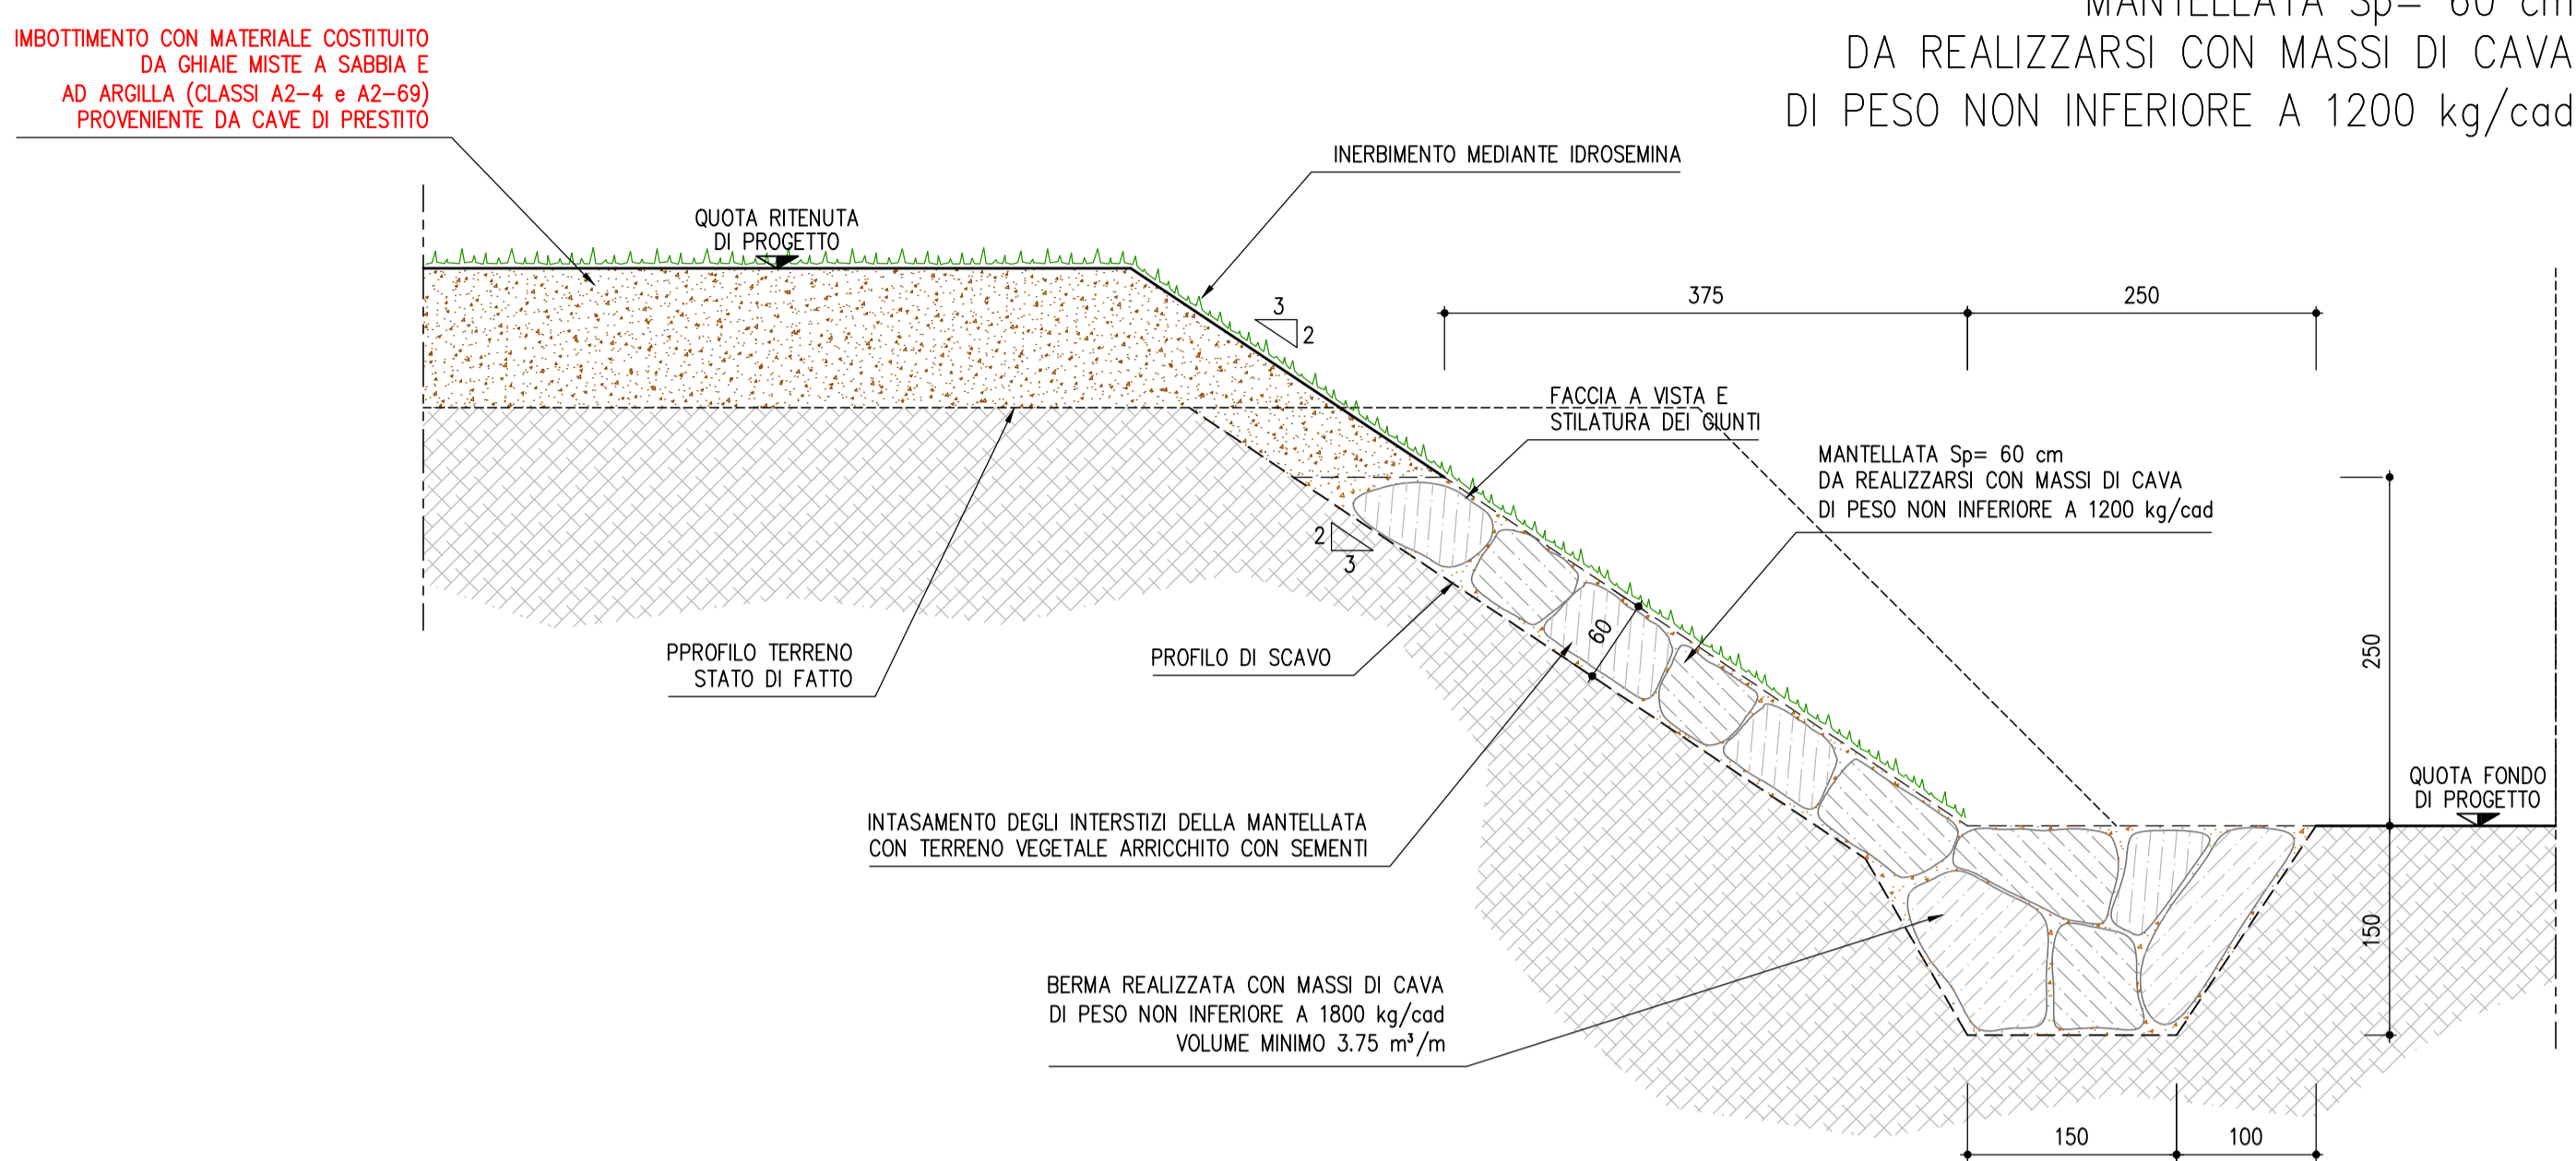 MANTELLATA Sp= 60 cm
DA REALIZZARSI CON MASSI DI CAVA
DI PESO NON INFERIORE A 1200 kg/cad
IMBOTTIMENTO CON MATERIALE COSTITUITO
DA GHIAIE MISTE A SABBIA E
AD ARGILLA (CLASSI A2-4 e A2-69)
PROVENIENTE DA CAVE DI PRESTITO
INERBIMENTO MEDIANTE IDROSEMINA
QUOTA RITENUTA
DI PROGETTO
3
2
375
250
FACCIA A VISTA E
STILATURA DEI GIUNTI
MANTELLATA Sp= 60 cm
DA REALIZZARSI CON MASSI DI CAVA
DI PESO NON INFERIORE A 1200 kg/cad
2
3
60
250
PPROFILO TERRENO
STATO DI FATTO
PROFILO DI SCAVO
QUOTA FONDO
DI PROGETTO
INTASAMENTO DEGLI INTERSTIZI DELLA MANTELLATA
CON TERRENO VEGETALE ARRICCHITO CON SEMENTI
150
BERMA REALIZZATA CON MASSI DI CAVA
DI PESO NON INFERIORE A 1800 kg/cad
VOLUME MINIMO 3.75 m³/m
150
100